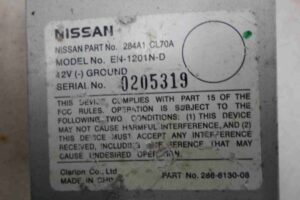 NISSAN
NISSAN PART No. 284A1 CL70A
MODEL No. EN-1201N-D
42V (-) GROUND
SERIAL No. 0205319
THIS DEVICE COMPLIES WITH PART 15 OF THE
FCC RULES. OPERATION IS SUBJECT TO THE
FOLLOWING TWO CONDITIONS: (1) THIS DEVICE
MAY NOT CAUSE HARMFUL INTERFERENCE, AND (2)
THIS DEVICE MUST ACCEPT ANY INTERFERENCE
RECEIVED, INCLUDING INTERFERENCE THAT MAY
CAUSE UNDESIRED OPERATION.
Clarion Co., Ltd
MADE IN CHINA PART No. 286-6130-08